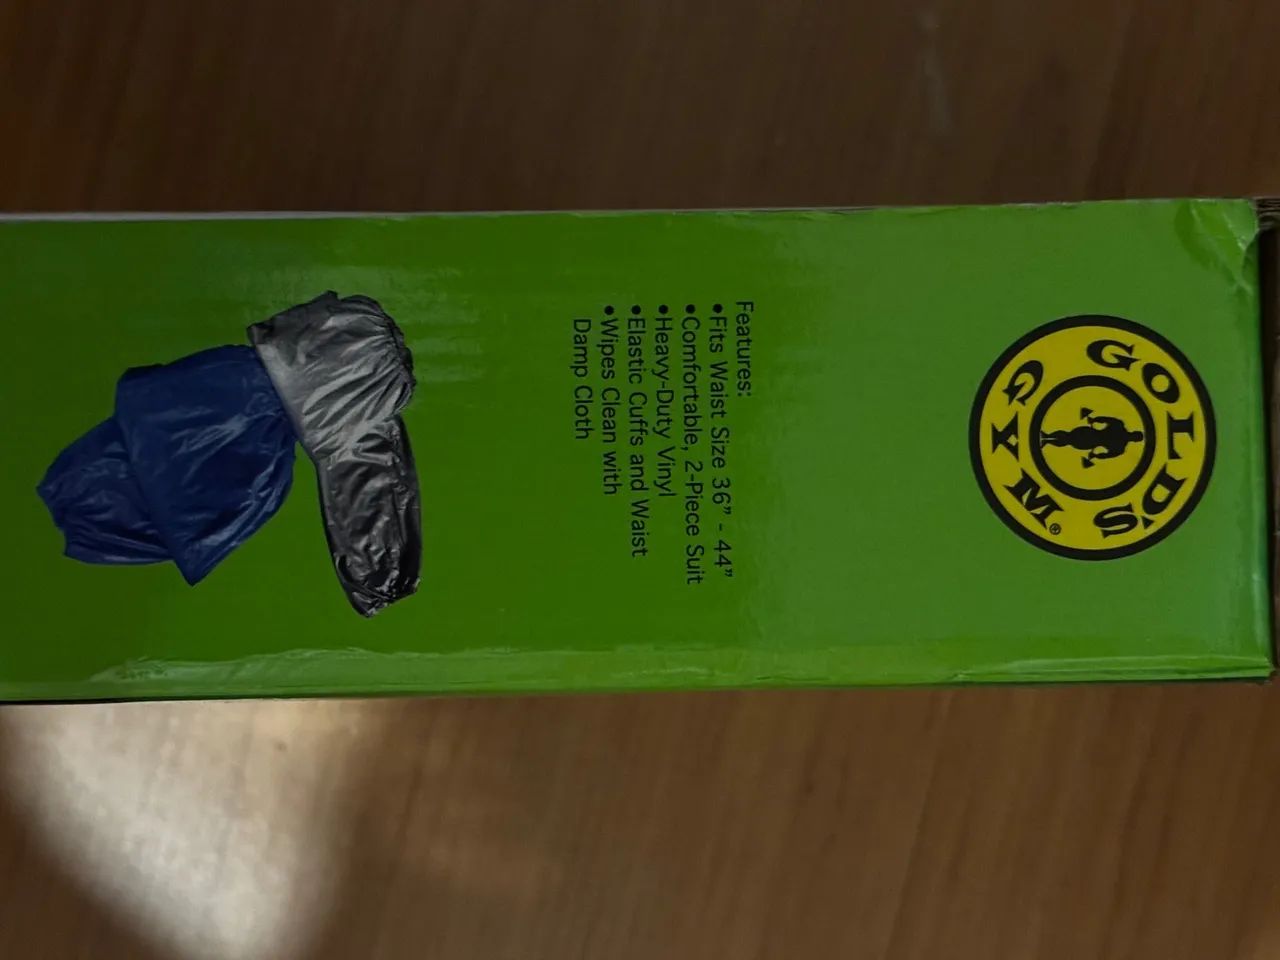 GOLD'S
GYM®
Features:
•Fits Waist Size 36” - 44”
•Comfortable, 2-Piece Suit
•Heavy-Duty Vinyl
•Elastic Cuffs and Waist
•Wipes Clean with
Damp Cloth